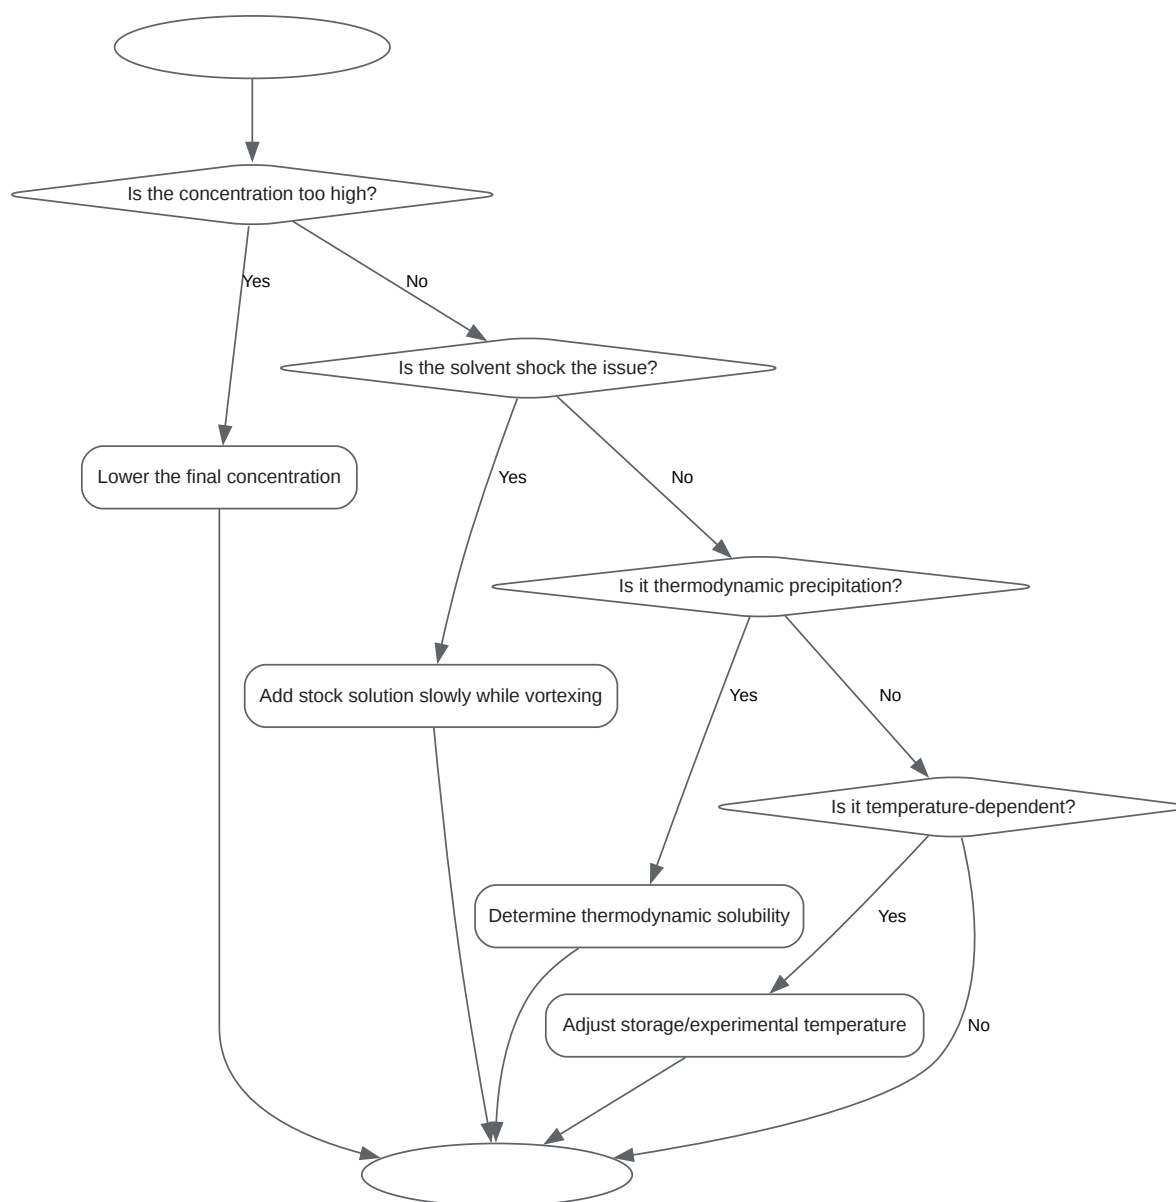 Is the concentration too high?
Yes
No
Is the solvent shock the issue?
Lower the final concentration
Yes
No
Is it thermodynamic precipitation?
Add stock solution slowly while vortexing
Yes
No
Is it temperature-dependent?
Determine thermodynamic solubility
Yes
Adjust storage/experimental temperature
No